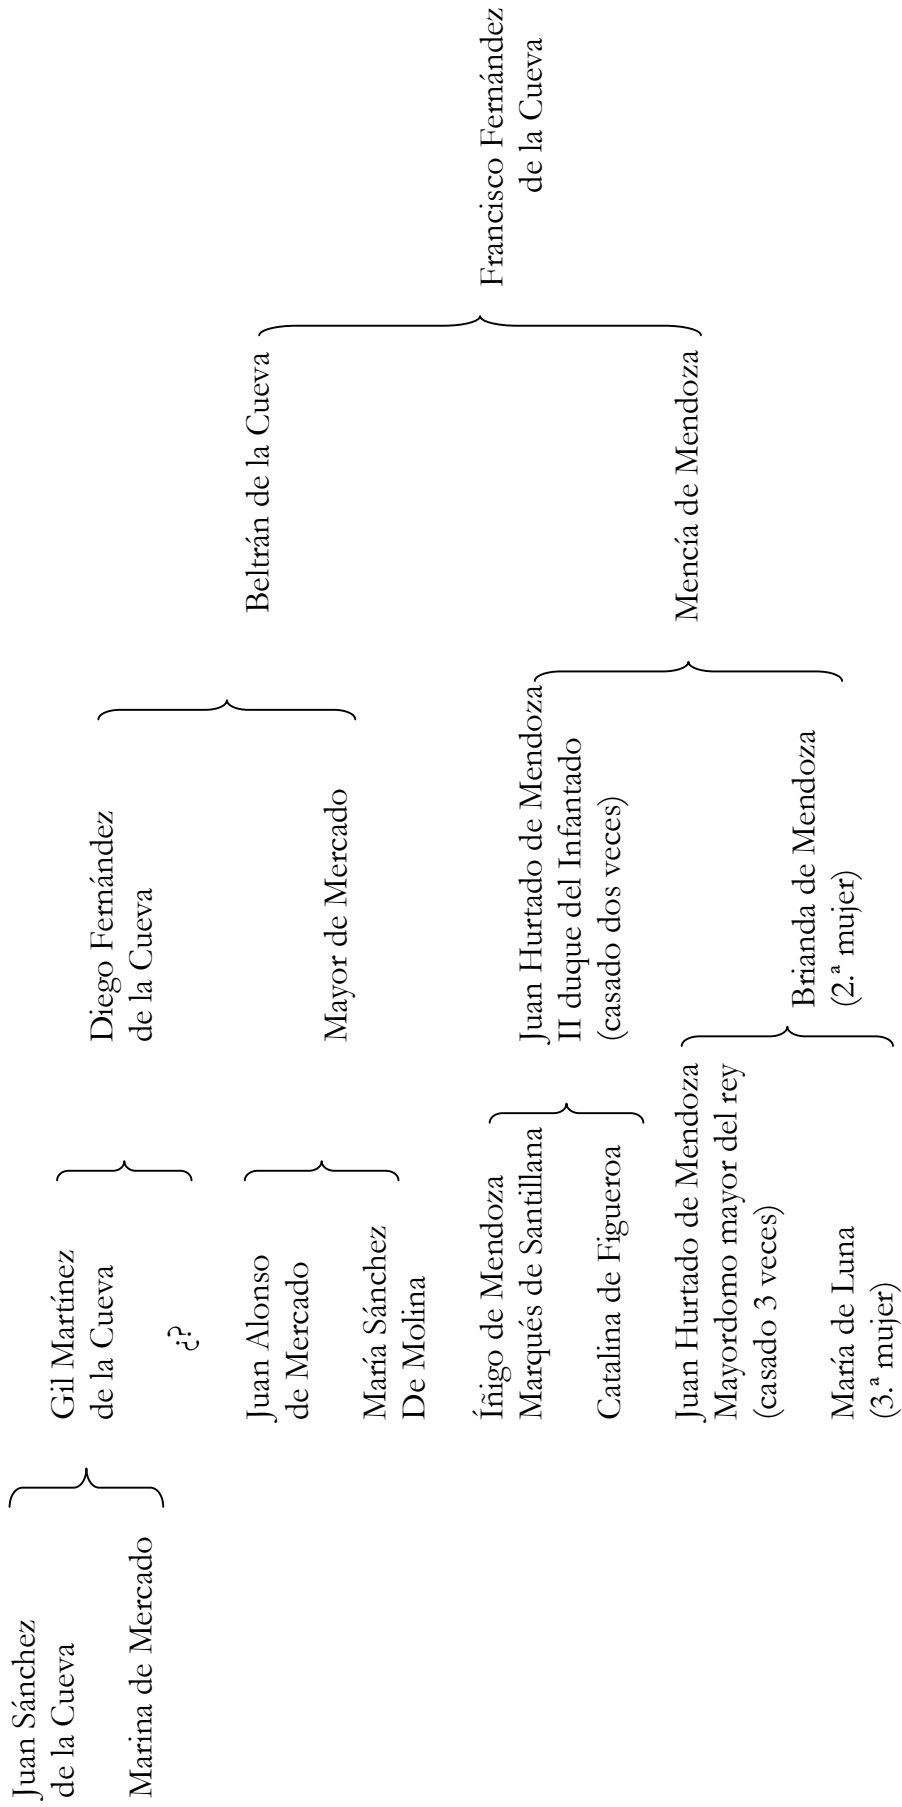 Juan Sánchez
de la Cueva
Marina de Mercado
Gil Martínez
de la Cueva
¿?
Juan Alonso
de Mercado
María Sánchez
De Molina
Íñigo de Mendoza
Marqués de Santillana
Catalina de Figueroa
Juan Hurtado de Mendoza
Mayordomo mayor del rey
(casado 3 veces)
María de Luna
(3.ª mujer)
Diego Fernández
de la Cueva
Mayor de Mercado
Juan Hurtado de Mendoza
II duque del Infantado
(casado dos veces)
Brianda de Mendoza
(2.ª mujer)
Beltrán de la Cueva
Mencía de Mendoza
Francisco Fernández
de la Cueva